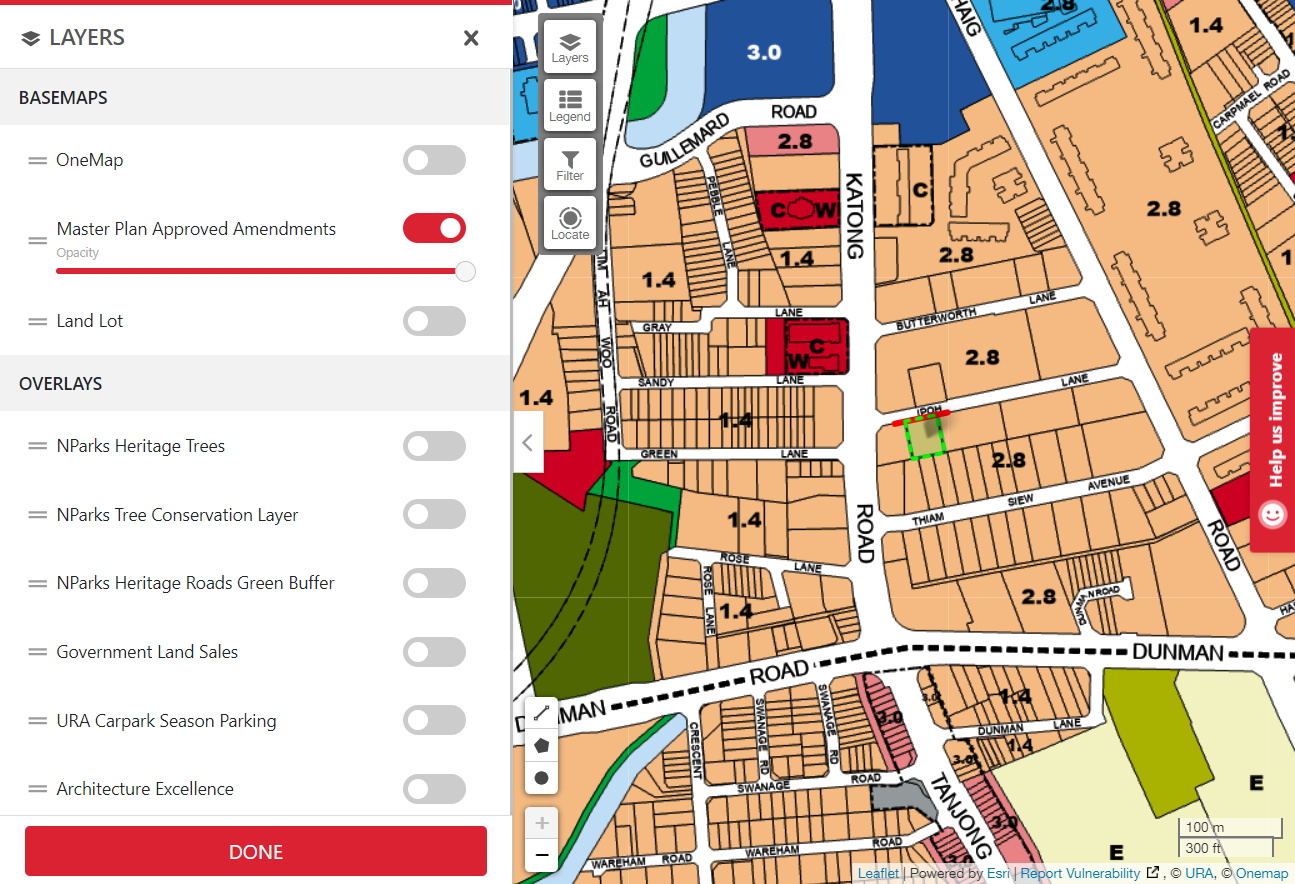 LAYERS
BASEMAPS
OneMap
Master Plan Approved Amendments
Opacity
Land Lot
OVERLAYS
NParks Heritage Trees
NParks Tree Conservation Layer
NParks Heritage Roads Green Buffer
Government Land Sales
URA Carpark Season Parking
Architecture Excellence
DONE
Layers
Legend
Filter
Locate
HAIG
2.8
1.4
3.0
CARPMAEL ROAD
ROAD
GUILLEMARD
2.8
PEBBLE
LANE
C W
KATONG
C
2.8
1.4
1.4
2.8
LANE
BUTTERWORTH
LANE
GRAY
AH
WOO
ROAD
C
W
2.8
SANDY
LANE
LANE
1.4
1.4
IPOH
GREEN
LANE
2.8
AVENUE
SIEW
THIAM
1.4
ROAD
ROAD
ROSE
LANE
ROSE
LANE
1.4
2.8
ROAD
DUNMAN
ROAD
MAN
3.0
3.0
1.4
DUNMAN
LANE
1.4
3.0
CRESCENT
SWANAGE RD
SWANAGE RD
SWANAGE
ROAD
TANJONG
3.0
E
E
WAREHAM
ROAD
WAREHAM
ROAD
100 m
300 ft
Leaflet | Powered by Esri | Report Vulnerability , © URA, © Onemap
Help us improve